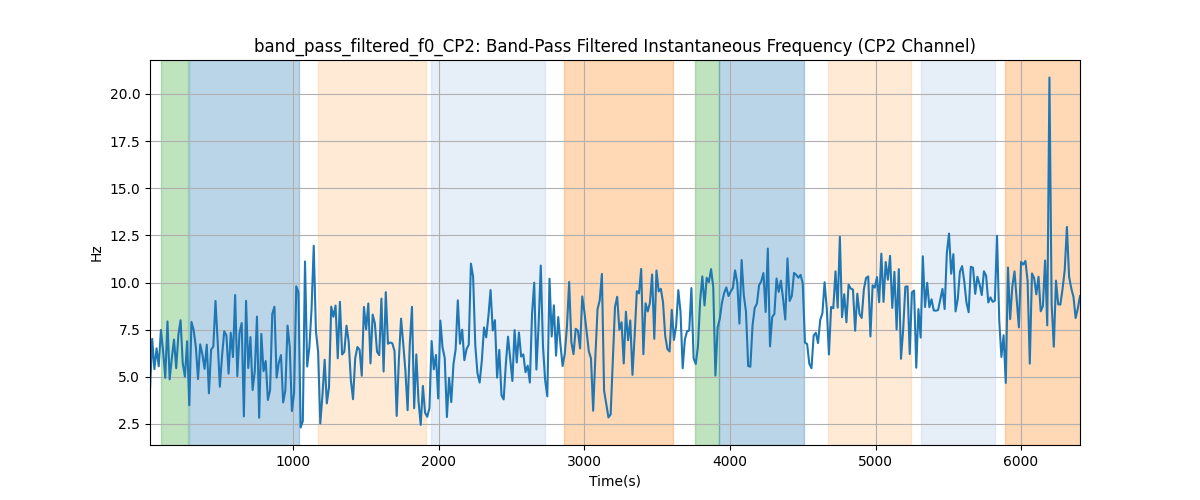 band_pass_filtered_f0_CP2: Band-Pass Filtered Instantaneous Frequency (CP2 Channel)
20.0
17.5
15.0
12.5
10.0
7.5
5.0
2.5
Hz
1000 2000 3000 4000 5000 6000
Time(s)